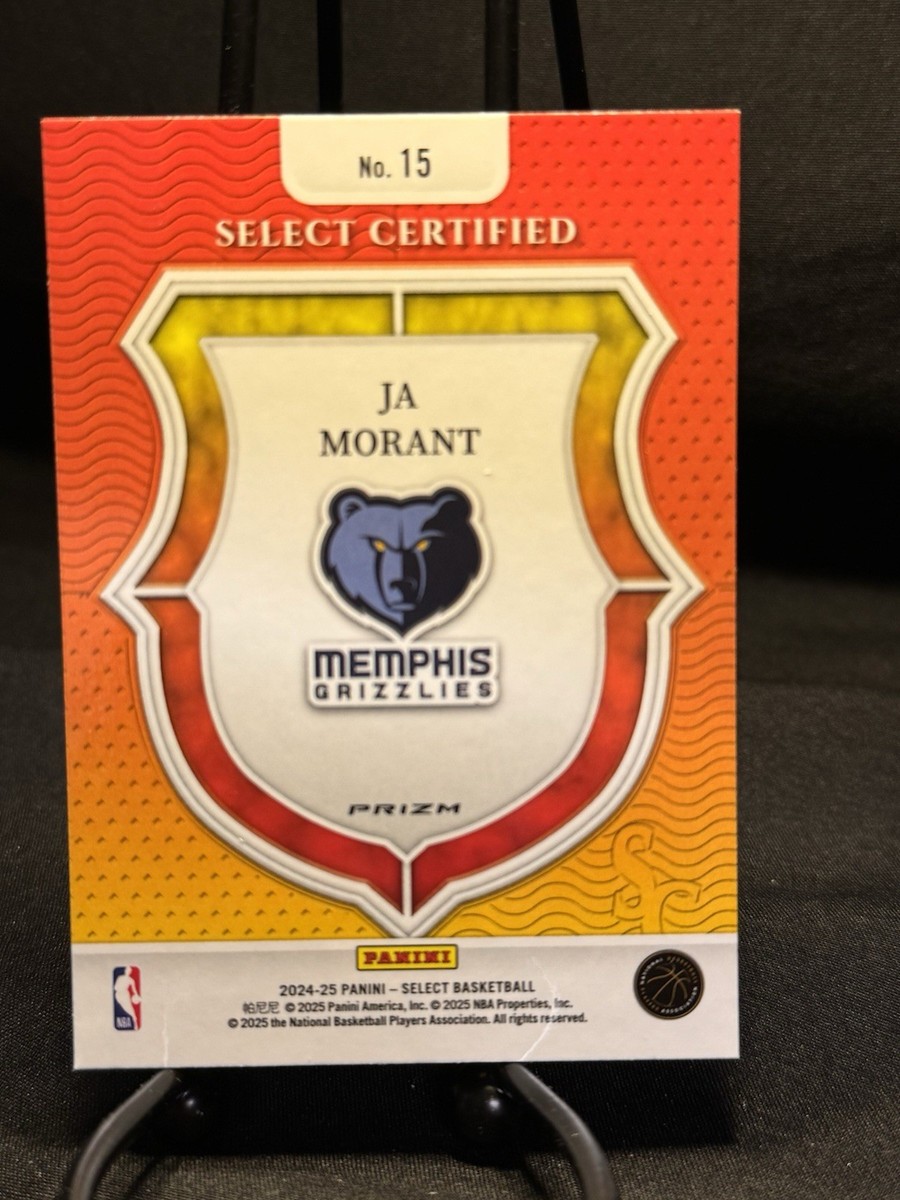 No. 15
SELECT CERTIFIED
JA
MORANT
MEMPHIS
GRIZZLIES
PRIZM
SC
PANINI
2024-25 PANINI – SELECT BASKETBALL
帕尼尼 © 2025 Panini America, Inc. © 2025 NBA Properties, Inc.
© 2025 the National Basketball Players Association. All rights reserved.
NBA